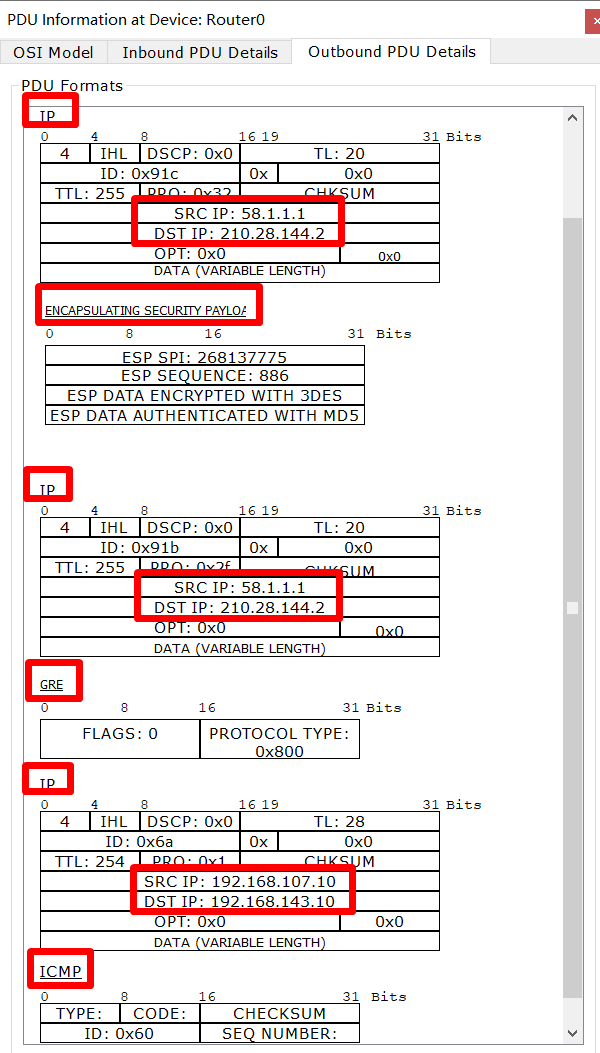 PDU Information at Device: Router0
OSI Model Inbound PDU Details Outbound PDU Details
PDU Formats
IP
0 4 8 16 19 31 Bits
4 IHL DSCP: 0x0 TL: 20
ID: 0x91c 0x 0x0
TTL: 255 PRO: 0x32 CHKSUM
SRC IP: 58.1.1.1
DST IP: 210.28.144.2
OPT: 0x0 0x0
DATA (VARIABLE LENGTH)
ENCAPSULATING SECURITY PAYLOA
0 8 16 31 Bits
ESP SPI: 268137775
ESP SEQUENCE: 886
ESP DATA ENCRYPTED WITH 3DES
ESP DATA AUTHENTICATED WITH MD5
IP
0 4 8 16 19 31 Bits
4 IHL DSCP: 0x0 TL: 20
ID: 0x91b 0x 0x0
TTL: 255 PRO: 0x2f CHKSUM
SRC IP: 58.1.1.1
DST IP: 210.28.144.2
OPT: 0x0 0x0
DATA (VARIABLE LENGTH)
GRE
0 8 16 31 Bits
FLAGS: 0 PROTOCOL TYPE:
0x800
IP
0 4 8 16 19 31 Bits
4 IHL DSCP: 0x0 TL: 28
ID: 0x6a 0x 0x0
TTL: 254 PRO: 0x1 CHKSUM
SRC IP: 192.168.107.10
DST IP: 192.168.143.10
OPT: 0x0 0x0
DATA (VARIABLE LENGTH)
ICMP
0 8 16 31 Bits
TYPE: CODE: CHECKSUM
ID: 0x60 SEQ NUMBER: